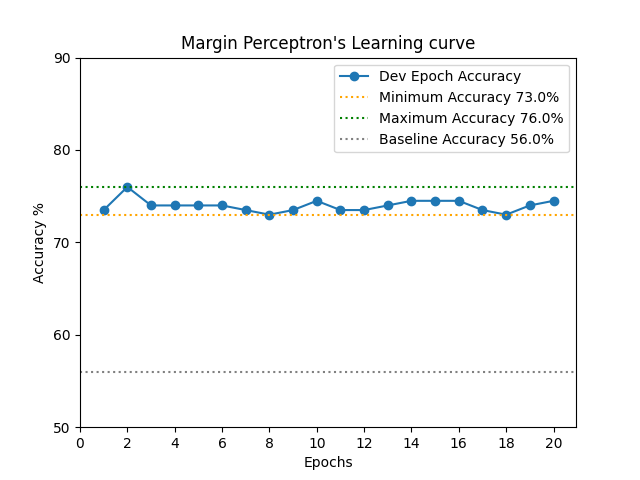 Margin Perceptron's Learning curve
90
80
70
60
50
Accuracy %
Dev Epoch Accuracy
Minimum Accuracy 73.0%
Maximum Accuracy 76.0%
Baseline Accuracy 56.0%
0 2 4 6 8 10 12 14 16 18 20
Epochs